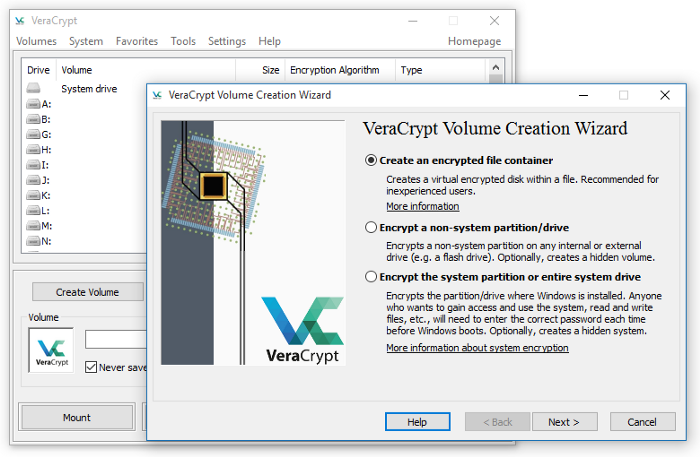 VeraCrypt
Volumes System Favorites Tools Settings Help Homepage
Drive Volume Size Encryption Algorithm Type
System drive
A:
B:
G:
H:
I:
J:
K:
L:
M:
N:
Create Volume
Volume
VeraCrypt
Never save
Mount
VeraCrypt Volume Creation Wizard
VeraCrypt
VeraCrypt Volume Creation Wizard
Create an encrypted file container
Creates a virtual encrypted disk within a file. Recommended for
inexperienced users.
More information
Encrypt a non-system partition/drive
Encrypts a non-system partition on any internal or external
drive (e.g. a flash drive). Optionally, creates a hidden volume.
Encrypt the system partition or entire system drive
Encrypts the partition/drive where Windows is installed. Anyone
who wants to gain access and use the system, read and write
files, etc., will need to enter the correct password each time
before Windows boots. Optionally, creates a hidden system.
More information about system encryption
Help < Back Next > Cancel